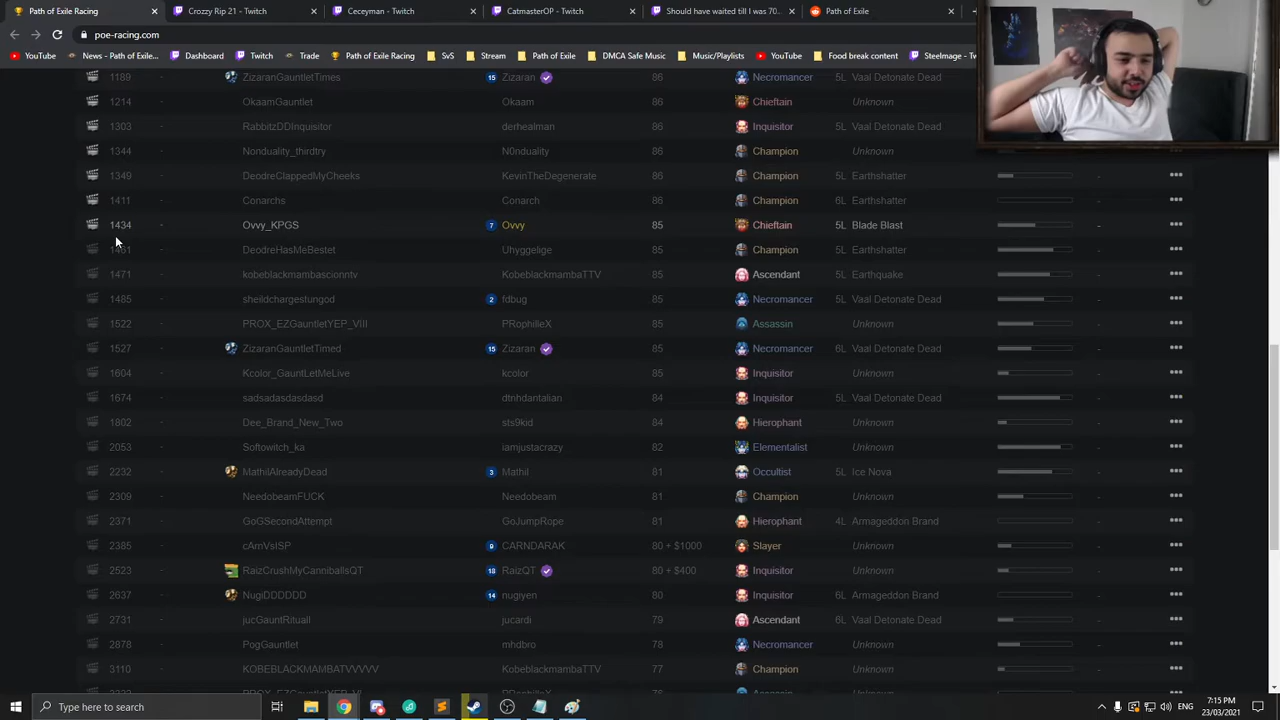 Path of Exile Racing
Crozzy Rip 21 - Twitch
Ceceyman - Twitch
CatmasterOP - Twitch
Should have waited till I was 70...
Path of Exile
poe-racing.com
YouTube
News - Path of Exile...
Dashboard
Twitch
Trade
Path of Exile Racing
Ssf
Stream
Path of Exile
DMCA Safe Music
Music/Playlists
YouTube
Food break content
SteelMage - Tw
1189 - ZizaranGauntletTimes 15 Zizaran 86 Necromancer 5L Vaal Detonate Dead
1214 - OkaamGauntlet Okaam 86 Chieftain Unknown
1303 - RabbitzDDInquisitor derhealman 86 Inquisitor 5L Vaal Detonate Dead
1344 - Nonduality_thirdtry N0nduality 86 Champion Unknown
1349 - DeodreClappedMyCheeks KevinTheDegenerate 86 Champion 5L Earthshatter -
1411 - Conarchs Conarch 86 Champion 6L Earthshatter -
1434 - Ovvy_KPGS 7 Ovvy 85 Chieftain 5L Blade Blast -
- DeodreHasMeBestet Uhyggelige 85 Champion 5L Earthshatter -
1471 - kobeblackmambascionntv KobeblackmambaTTV 85 Ascendant 5L Earthquake -
1485 - sheildchargestungod 2 fdbug 85 Necromancer 5L Vaal Detonate Dead -
1522 - PROX_EZGauntletYEP_VIII PRophilleX 85 Assassin Unknown -
1527 - ZizaranGauntletTimed 15 Zizaran 85 Necromancer 6L Vaal Detonate Dead -
1604 - Kcolor_GauntLetMeLive kcolor 85 Inquisitor Unknown -
1674 - sadsadasdasdasd dtnhdantalian 84 Inquisitor 5L Vaal Detonate Dead -
1802 - Dee_Brand_New_Two sts9kid 84 Hierophant Unknown -
2053 - Softowitch_ka iamjustacrazy 82 Elementalist Unknown -
2232 - MathilAlreadyDead 3 Mathil 81 Occultist 5L Ice Nova -
2309 - NeedobeamFUCK Needobeam 81 Champion Unknown -
2371 - GoGSecondAttempt GoJumpRope 81 Hierophant 4L Armageddon Brand -
2385 - cArnVsISP 9 CARNDARAK 80 + $1000 Slayer Unknown -
2523 - RaizCrushMyCannibalIsQT 18 RaizQT 80 + $400 Inquisitor Unknown -
2637 - NugiDDDDDD 14 nugiyen 80 Inquisitor 6L Armageddon Brand -
2731 - jucGauntRituall jucardi 79 Ascendant 6L Vaal Detonate Dead -
2878 - PogGauntlet mhdbro 79 Necromancer Unknown -
3110 - KOBEBLACKMAMBATVVYVV KobeblackmambaTTV 77 Champion Unknown -
Type here to search
ENG
7:15 PM
23/03/2021